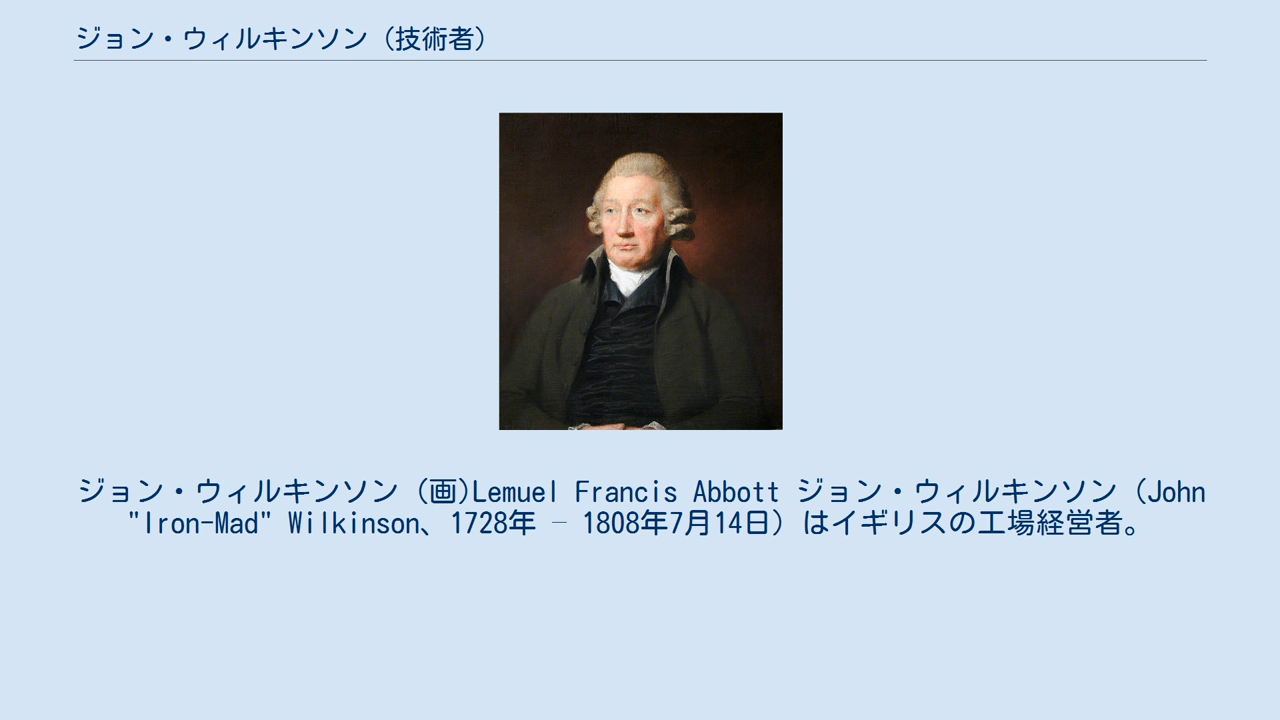 ジョン・ウィルキンソン（技術者）
ジョン・ウィルキンソン（画)Lemuel Francis Abbott ジョン・ウィルキンソン（John
"Iron-Mad" Wilkinson、1728年 – 1808年7月14日）はイギリスの工場経営者。